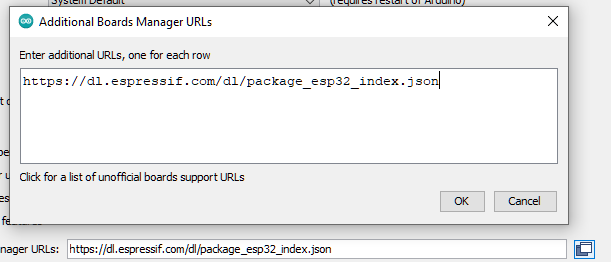 System Default
(requires restart of Arduino)
Additional Boards Manager URLs
Enter additional URLs, one for each row
https://dl.espressif.com/dl/package_esp32_index.json
Click for a list of unofficial boards support URLs
OK
Cancel
nager URLs:
https://dl.espressif.com/dl/package_esp32_index.json